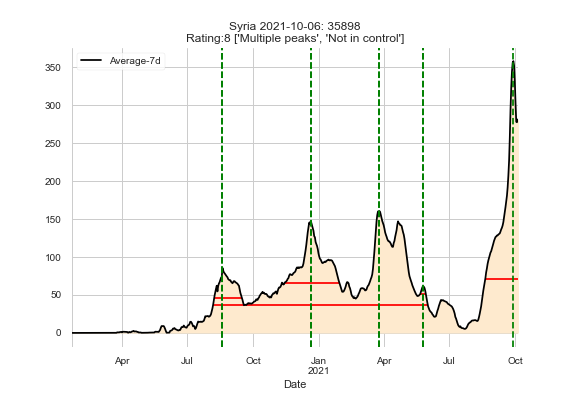 Syria 2021-10-06: 35898
Rating:8 ['Multiple peaks', 'Not in control']
Average-7d
350
300
250
200
150
100
50
0
Apr
Jul
Oct
Jan
2021
Apr
Jul
Oct
Date